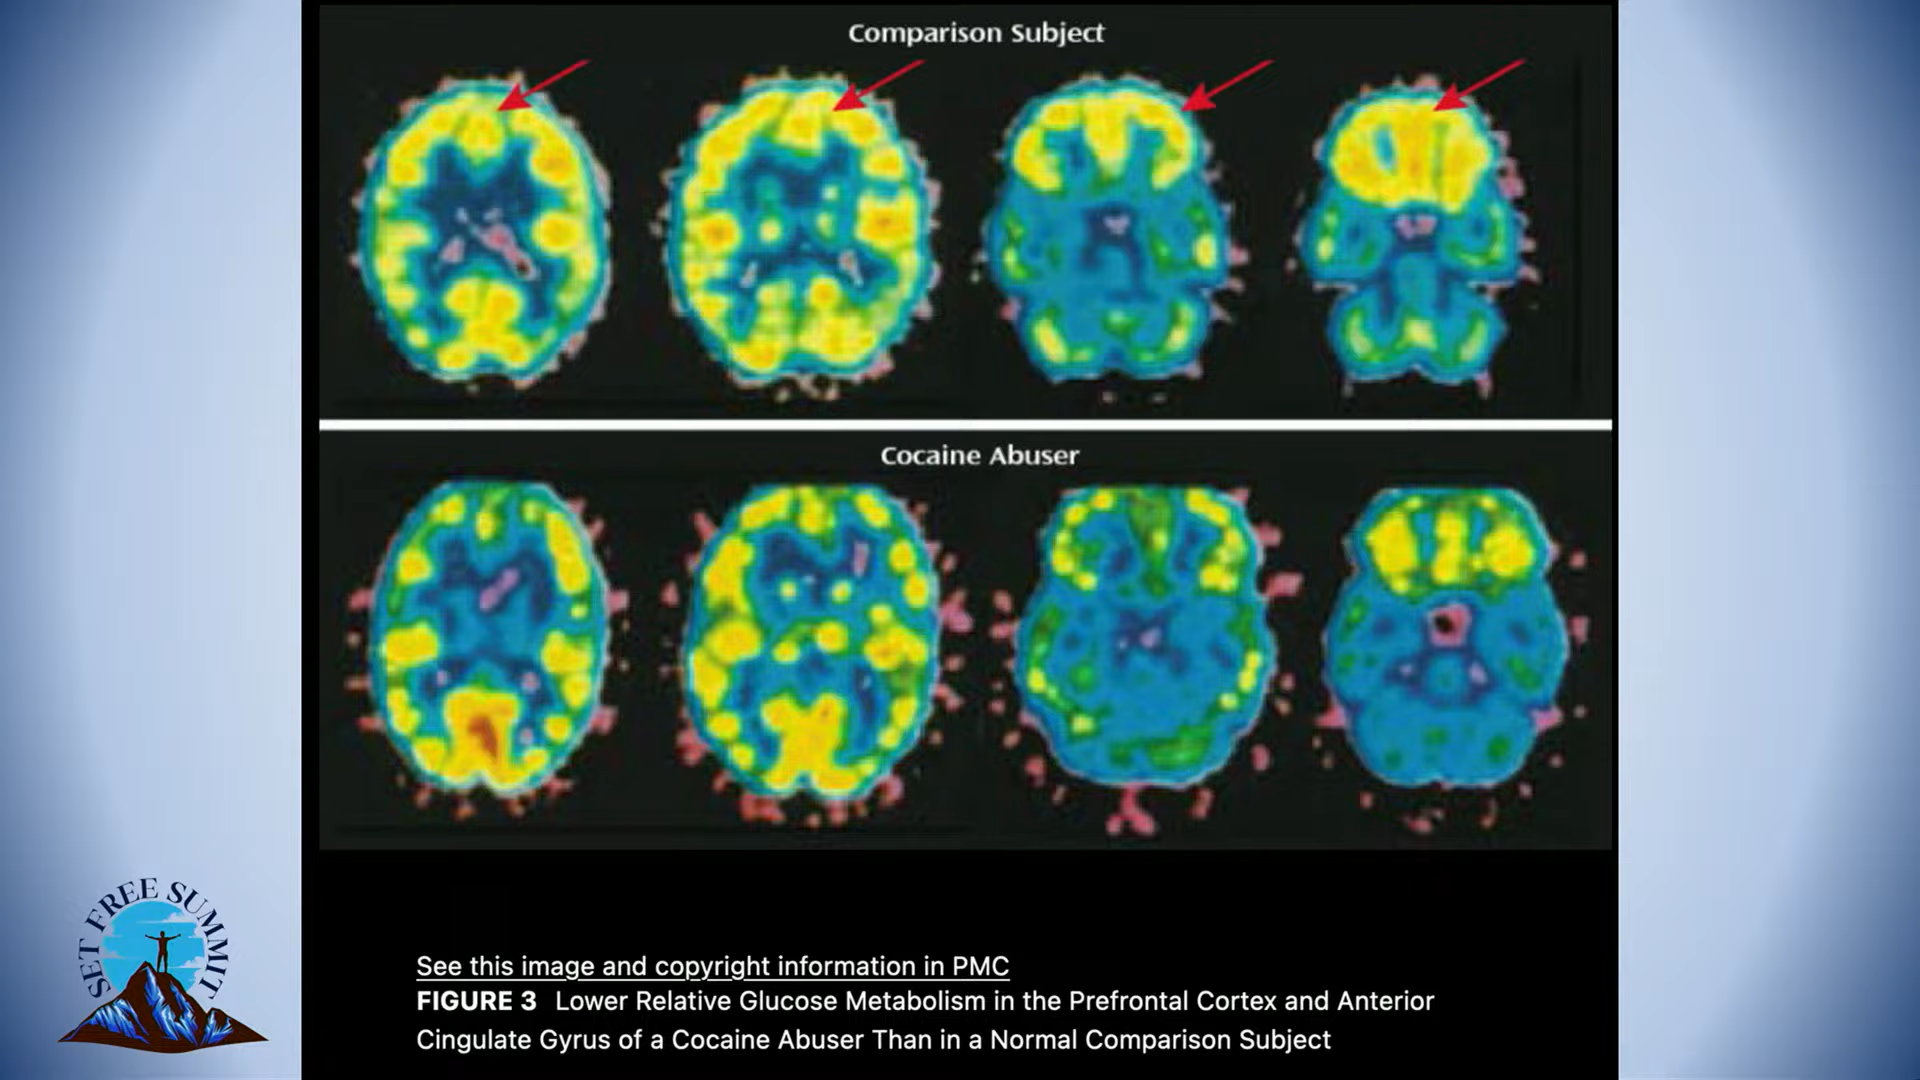 Comparison Subject
Cocaine Abuser
SET FREE SUMMIT
See this image and copyright information in PMC
FIGURE 3 Lower Relative Glucose Metabolism in the Prefrontal Cortex and Anterior
Cingulate Gyrus of a Cocaine Abuser Than in a Normal Comparison Subject